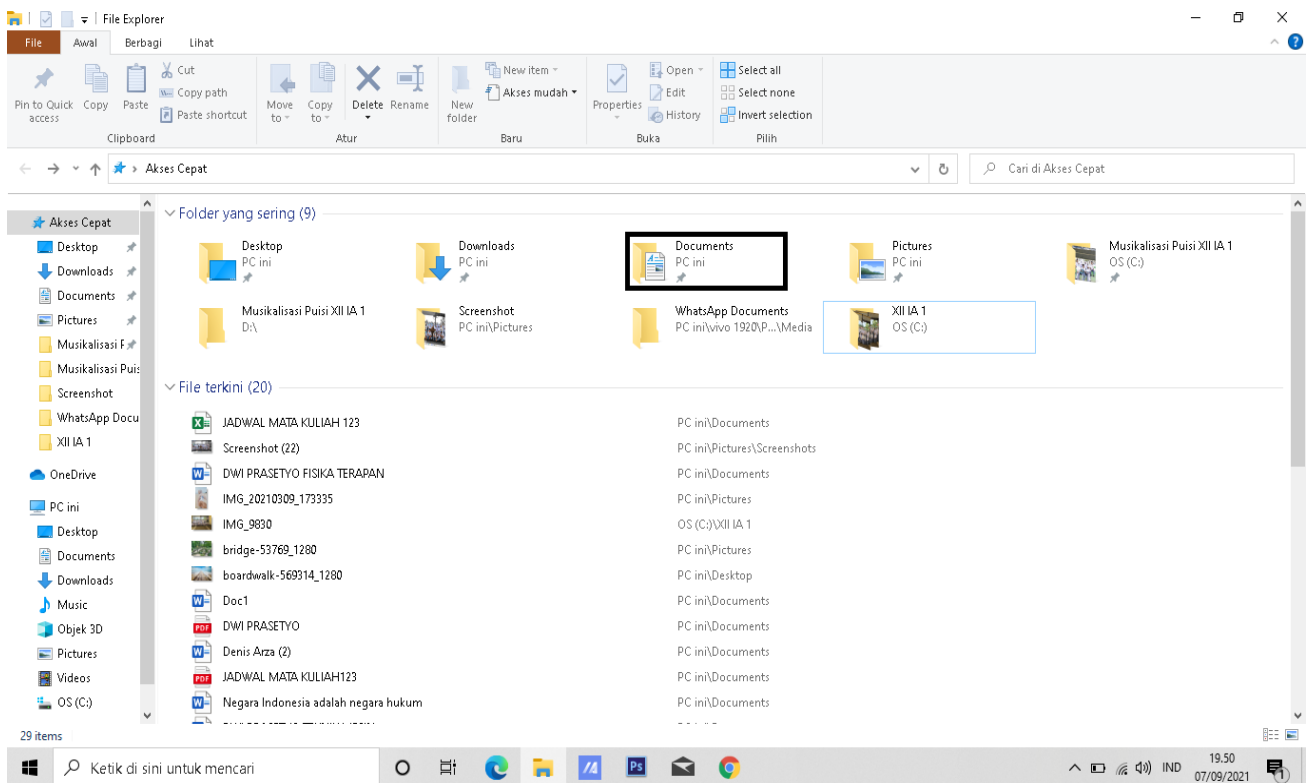 File Explorer
File Awal Berbagi Lihat
Pin to Quick access
Copy
Paste
Cut
Copy path
Paste shortcut
Clipboard
Move to
Copy to
Delete
Rename
Atur
New folder
New item
Akses mudah
Baru
Properties
Open
Edit
History
Buka
Select all
Select none
Invert selection
Pilih
Akses Cepat
Cari di Akses Cepat
Akses Cepat
Desktop
Downloads
Documents
Pictures
Musikalisasi F
Musikalisasi Puis
Screenshot
WhatsApp Docu
XII IA 1
OneDrive
PC ini
Desktop
Documents
Downloads
Music
Objek 3D
Pictures
Videos
OS (C:)
Folder yang sering (9)
Desktop
PC ini
Downloads
PC ini
Documents
PC ini
Pictures
PC ini
Musikalisasi Puisi XII IA 1
OS (C:)
Musikalisasi Puisi XII IA 1
D:\
Screenshot
PC ini\Pictures
WhatsApp Documents
PC ini\vivo 1920\P...\Media
XII IA 1
OS (C:)
File terkini (20)
JADWAL MATA KULIAH 123 PC ini\Documents
Screenshot (22) PC ini\Pictures\Screenshots
DWI PRASETYO FISIKA TERAPAN PC ini\Documents
IMG_20210309_173335 PC ini\Pictures
IMG_9830 OS (C:)\XII IA 1
bridge-53769_1280 PC ini\Pictures
boardwalk-569314_1280 PC ini\Desktop
Doc1 PC ini\Documents
DWI PRASETYO PC ini\Documents
Denis Arza (2) PC ini\Documents
JADWAL MATA KULIAH123 PC ini\Documents
Negara Indonesia adalah negara hukum PC ini\Documents
29 items
Ketik di sini untuk mencari
Ps
IND
19.50
07/09/2021
1